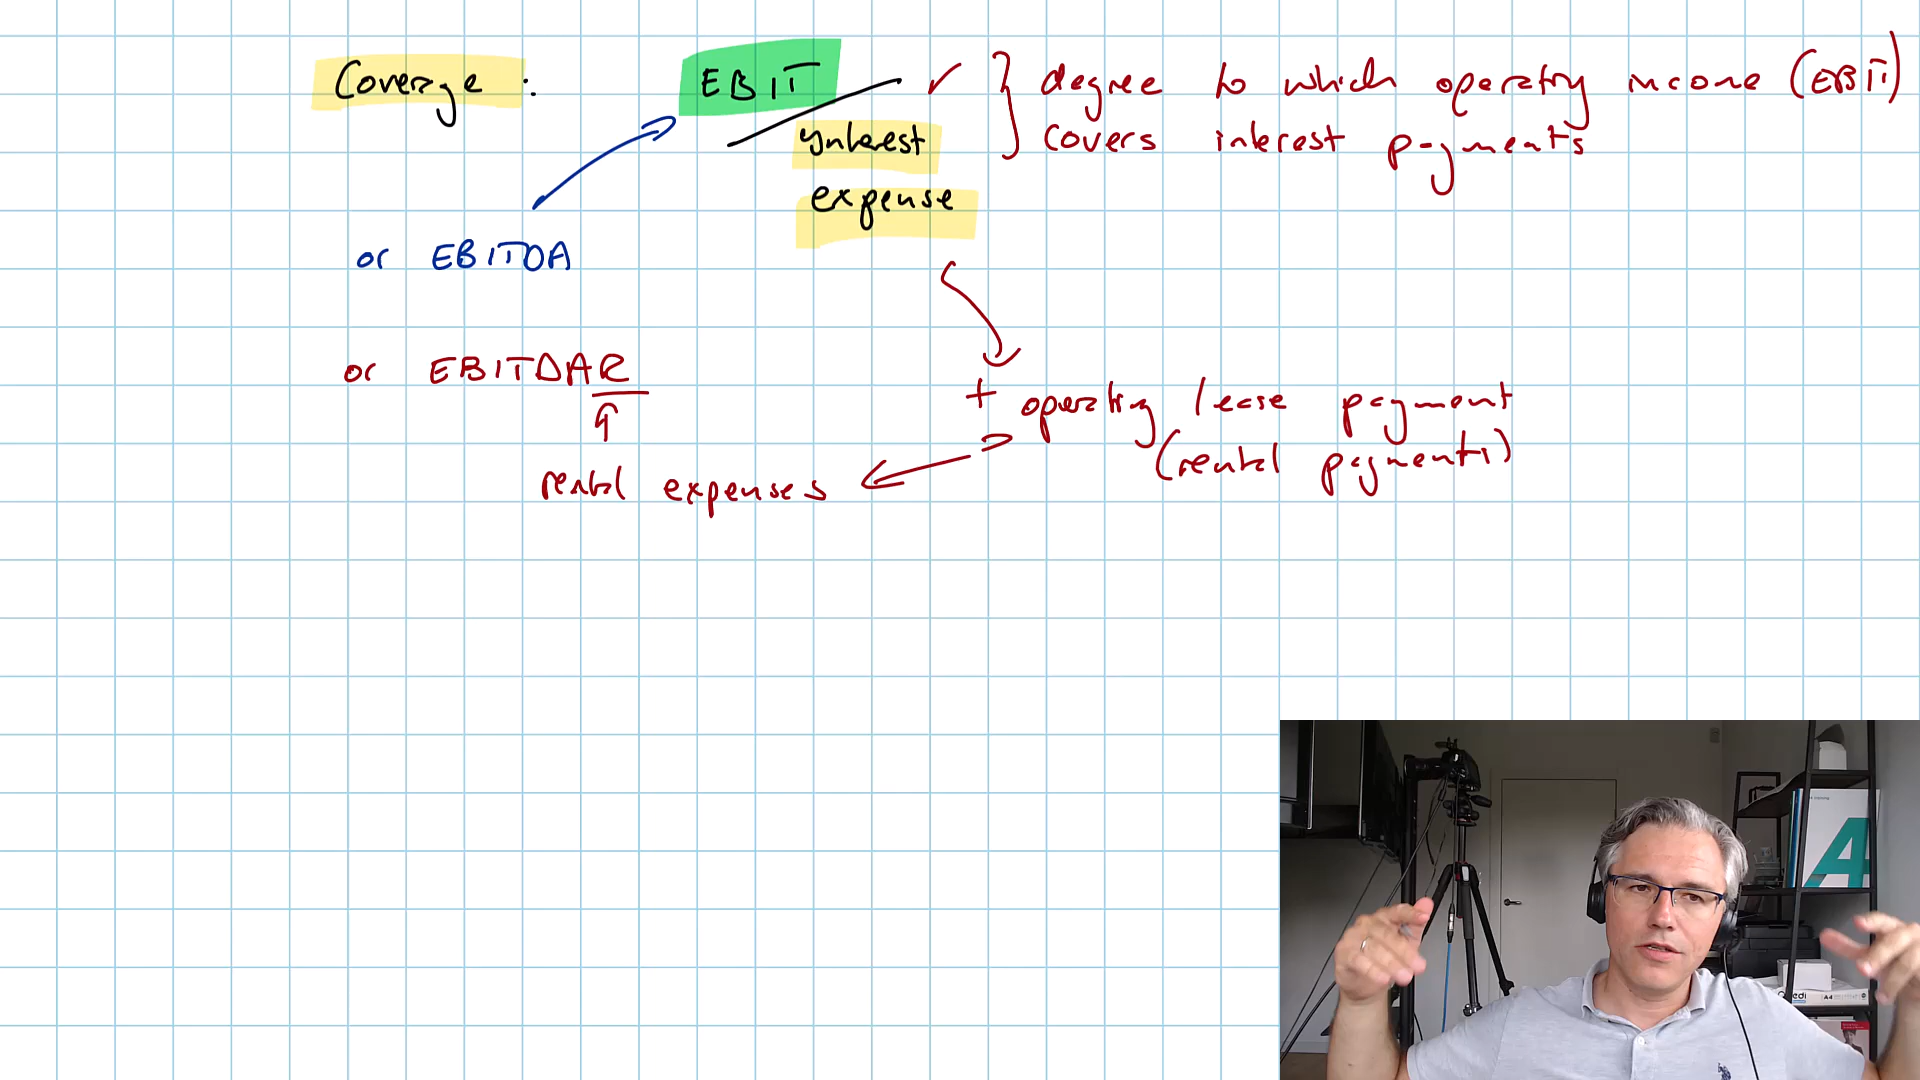 Coverage : EBIT / interest expense ✓ } degree to which operating income (EBIT)
covers interest payments
or EBITDA
or EBITDAR
+ operating lease payment
(rental payments)
rental expenses
A4